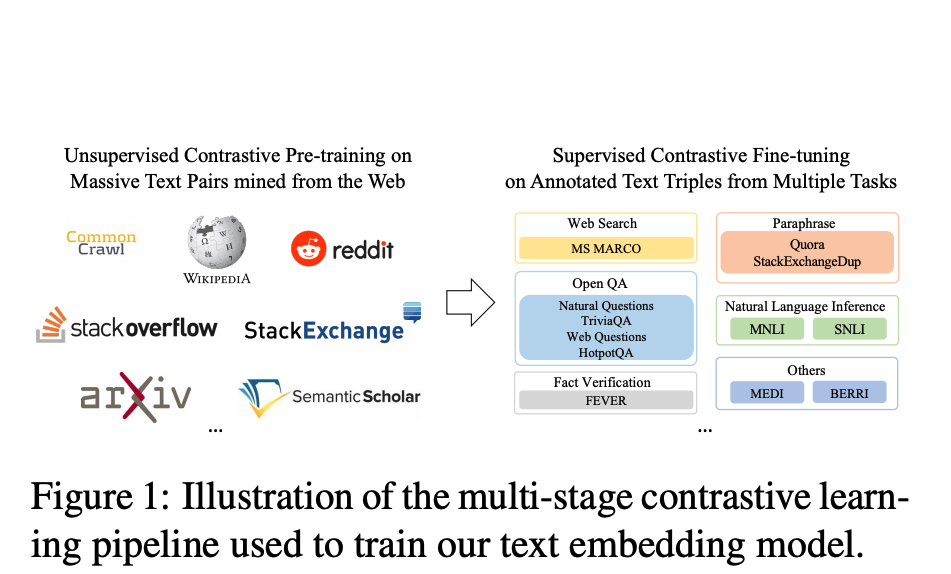 Unsupervised Contrastive Pre-training on
Massive Text Pairs mined from the Web
Common
Crawl
WIKIPEDIA
reddit
stackoverflow
StackExchange
arXiv
Semantic Scholar
...
Supervised Contrastive Fine-tuning
on Annotated Text Triples from Multiple Tasks
Web Search
MS MARCO
Open QA
Natural Questions
TriviaQA
Web Questions
HotpotQA
Fact Verification
FEVER
Paraphrase
Quora
StackExchangeDup
Natural Language Inference
MNLI SNLI
Others
MEDI BERRI
...
Figure 1: Illustration of the multi-stage contrastive learn-
ing pipeline used to train our text embedding model.